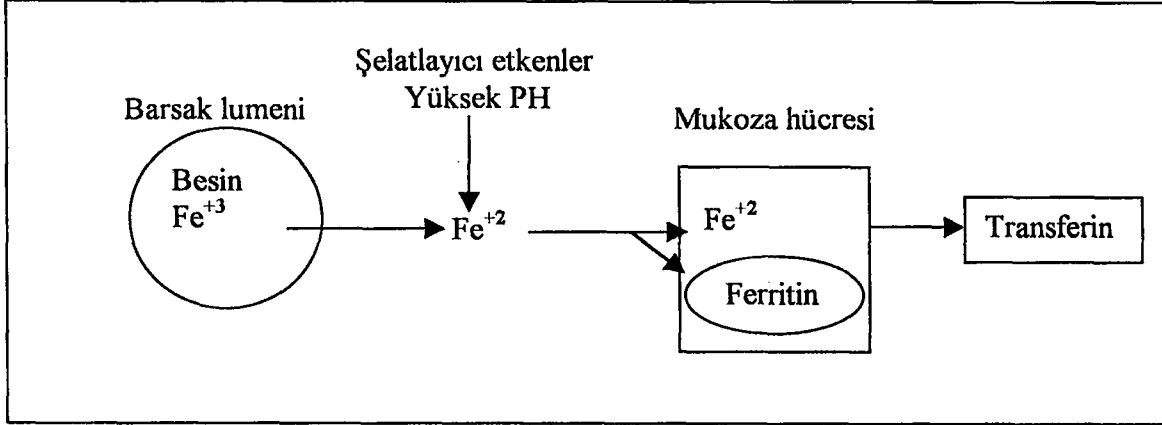 Şelatlayıcı etkenler
Yüksek PH
Barsak lumeni
Mukoza hücresi
Besin
Fe⁺³
Fe⁺²
Fe⁺²
Transferin
Ferritin